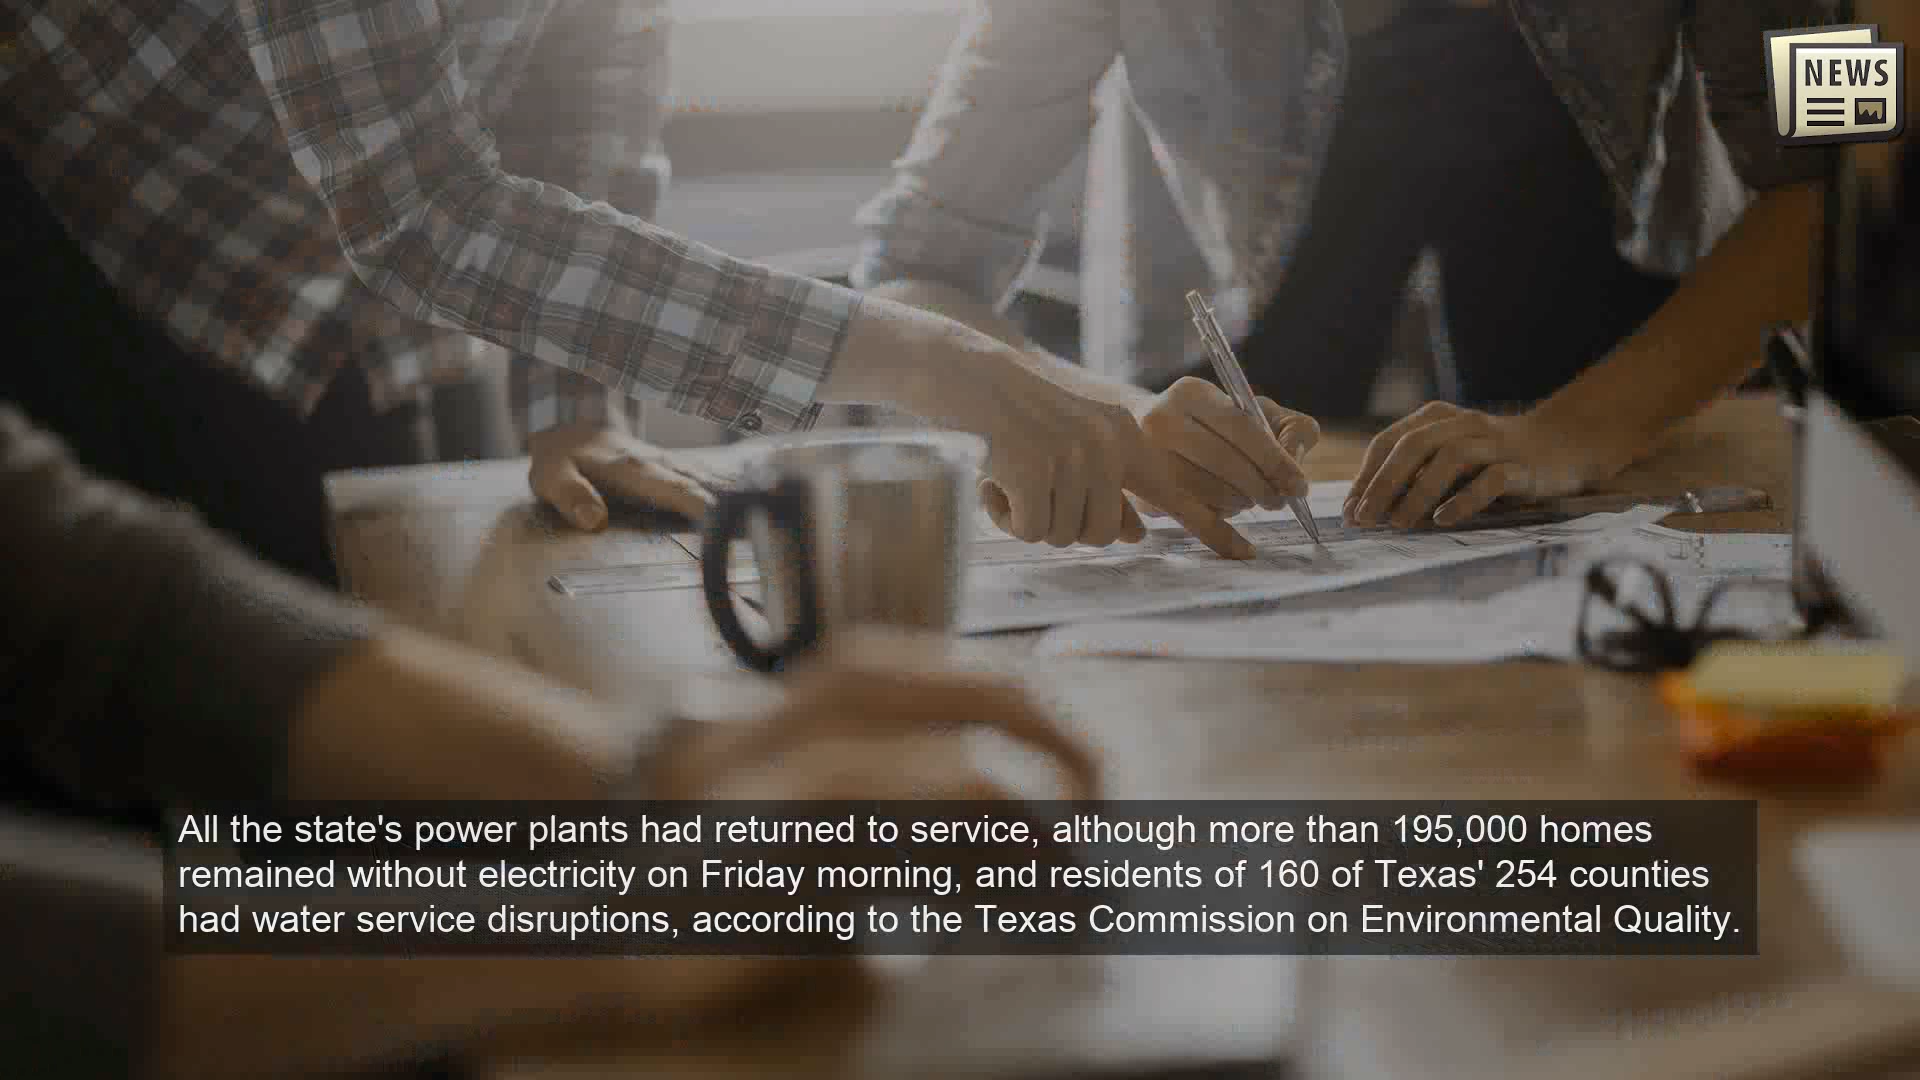 NEWS
All the state's power plants had returned to service, although more than 195,000 homes
remained without electricity on Friday morning, and residents of 160 of Texas' 254 counties
had water service disruptions, according to the Texas Commission on Environmental Quality.